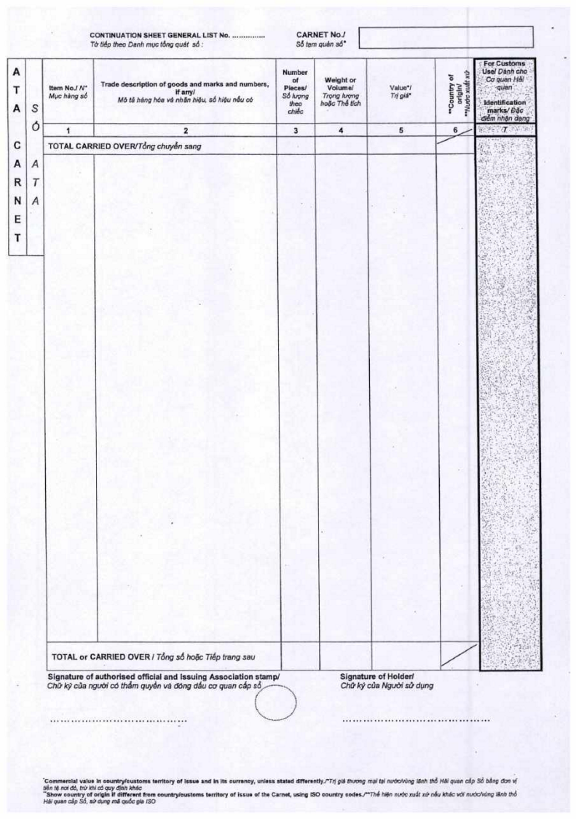 CONTINUATION SHEET GENERAL LIST No. ...............
Tờ tiếp theo Danh mục tổng quát số :
CARNET No./
Số tạm quản số*
ATA CARNET
SỔ ATA
Item No./ N°
Mục hàng số
Trade description of goods and marks and numbers,
if any/
Mô tả hàng hóa và nhãn hiệu, số hiệu nếu có
Number
of
Pieces/
Số lượng
theo
chiếc
Weight or
Volume/
Trọng lượng
hoặc Thể tích
Value*/
Trị giá*
**Country of
origin/
**Nước xuất xứ
For Customs
Use/ Dành cho
Cơ quan Hải
quan
Identification
marks/ Đặc
điểm nhận dạng
1 2 3 4 5 6 7
TOTAL CARRIED OVER/Tổng chuyển sang
TOTAL or CARRIED OVER / Tổng số hoặc Tiếp trang sau
Signature of authorised official and issuing Association stamp/
Chữ ký của người có thẩm quyền và đóng dấu cơ quan cấp sổ
Signature of Holder/
Chữ ký của Người sử dụng
*Commercial value in country/customs territory of issue and in its currency, unless stated differently./*Trị giá thương mại tại nước/vùng lãnh thổ Hải quan cấp Sổ bằng đơn vị
tiền tệ nơi đó, trừ khi có quy định khác
**Show country of origin if different from country/customs territory of issue of the Carnet, using ISO country codes./**Thể hiện nước xuất xứ nếu khác với nước/vùng lãnh thổ
Hải quan cấp Sổ, sử dụng mã quốc gia ISO